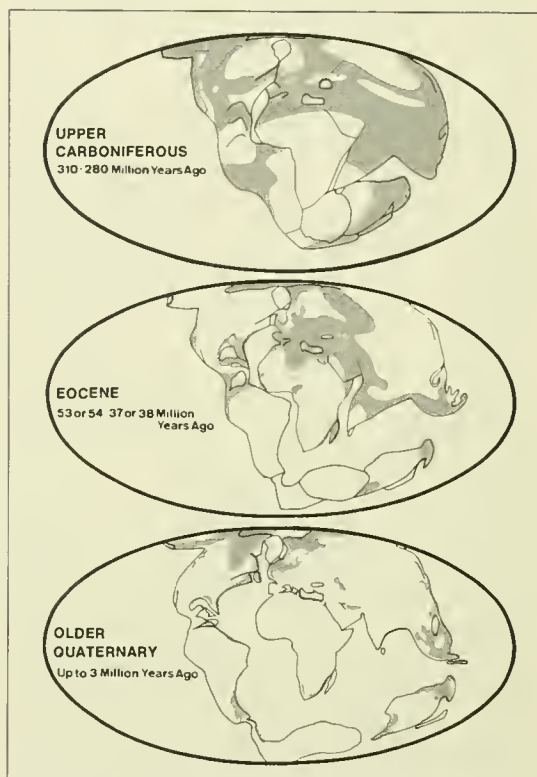 UPPER
CARBONIFEROUS
310-280 Million Years Ago
EOCENE
53 or 54 37 or 38 Million
Years Ago
OLDER
QUATERNARY
Up to 3 Million Years Ago